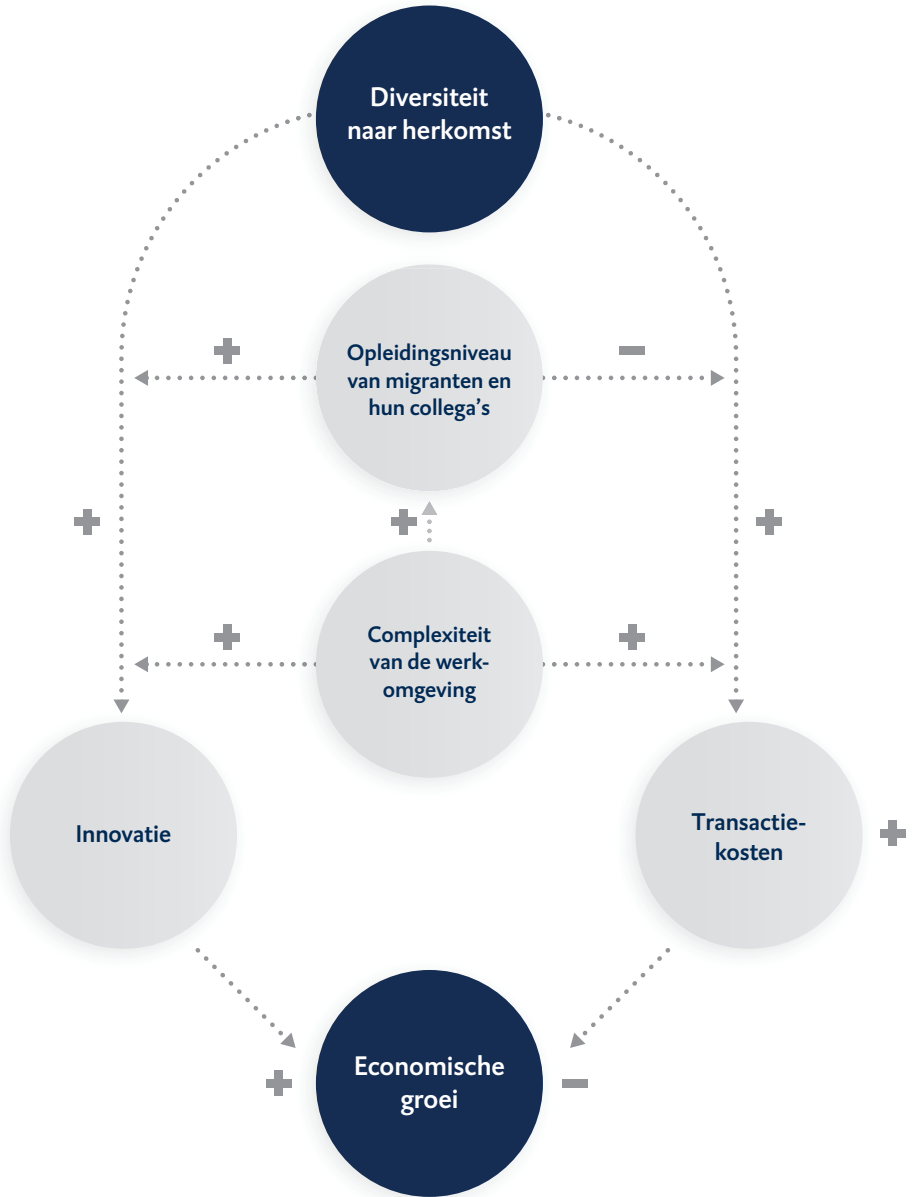 Diversiteit
naar herkomst
+
Opleidingsniveau
van migranten en
hun collega's
−
+
+
+
+
Complexiteit
van de werk-
omgeving
+
Innovatie
Transactie-
kosten
+
+
Economische
groei
−